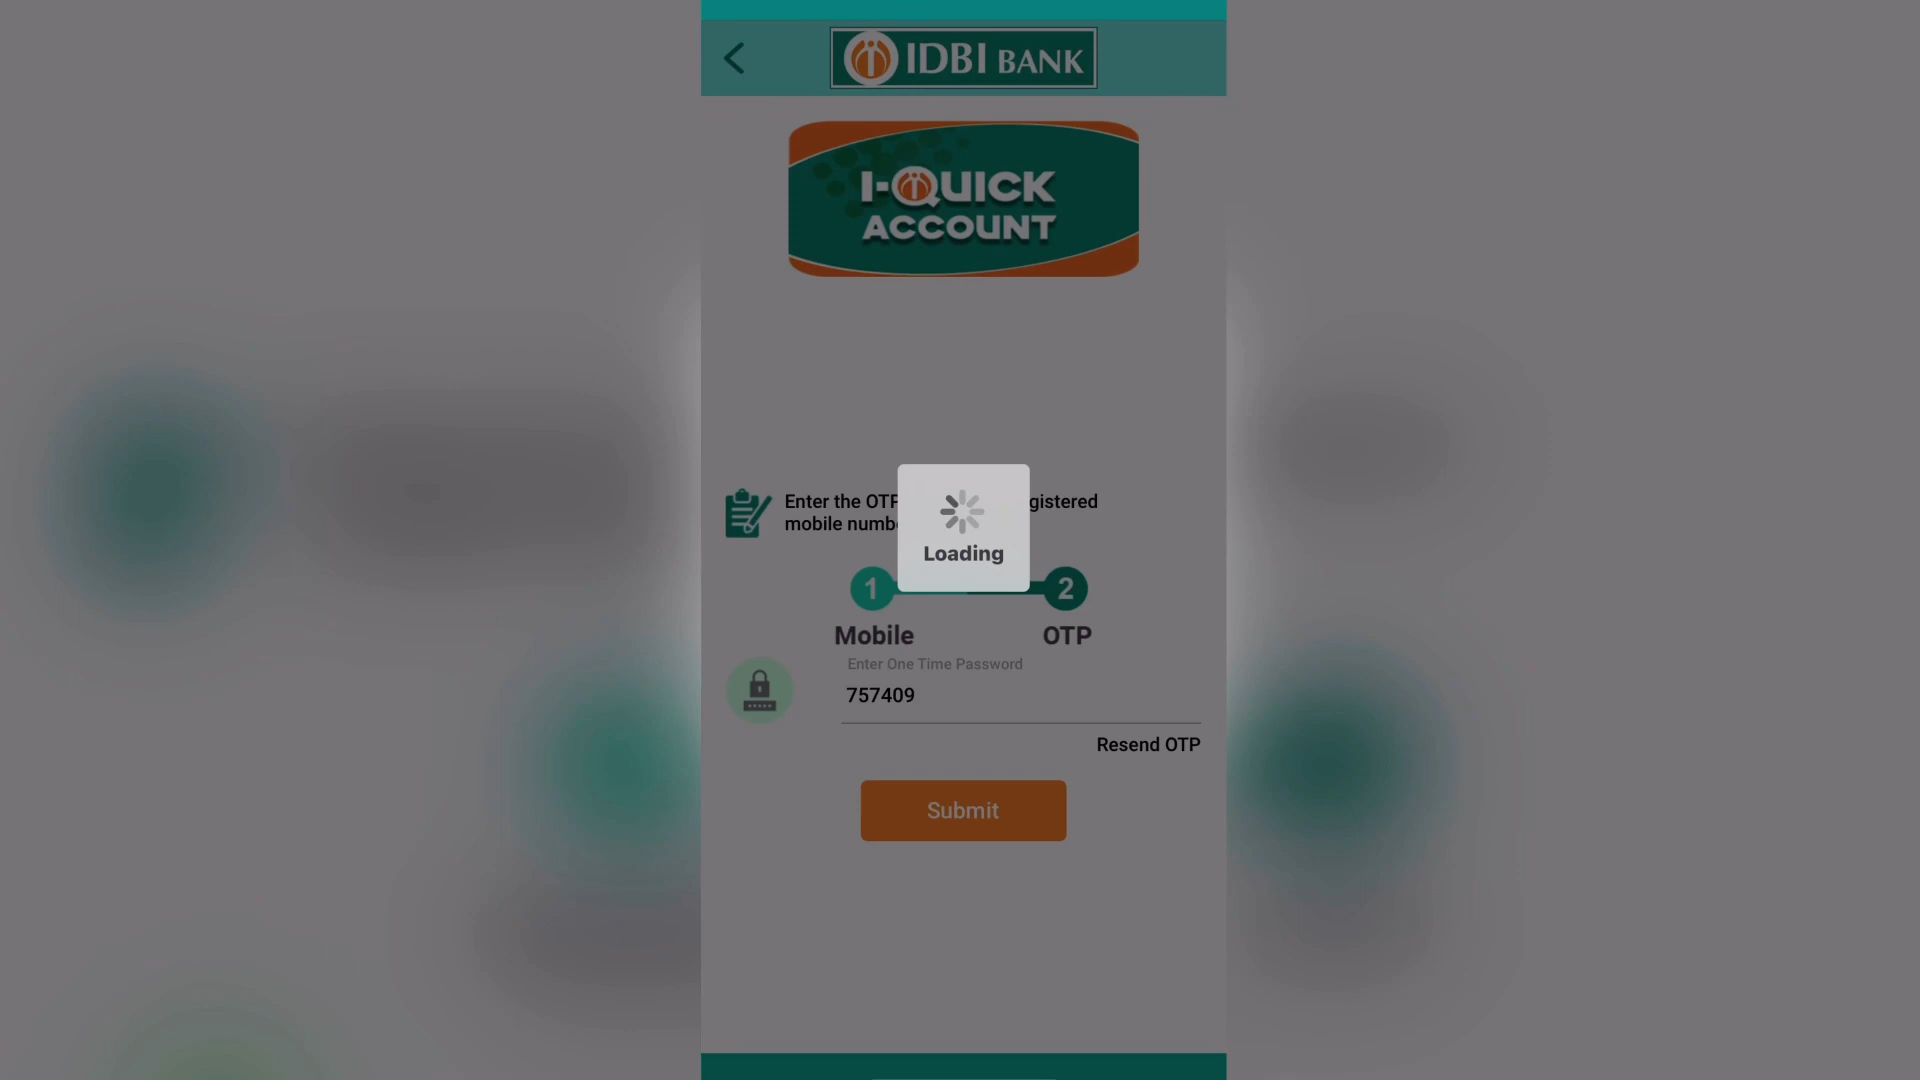 IDBI BANK
I-QUICK
ACCOUNT
Enter the OTP gistered
mobile numb
Loading
1 2
Mobile OTP
Enter One Time Password
757409
Resend OTP
Submit